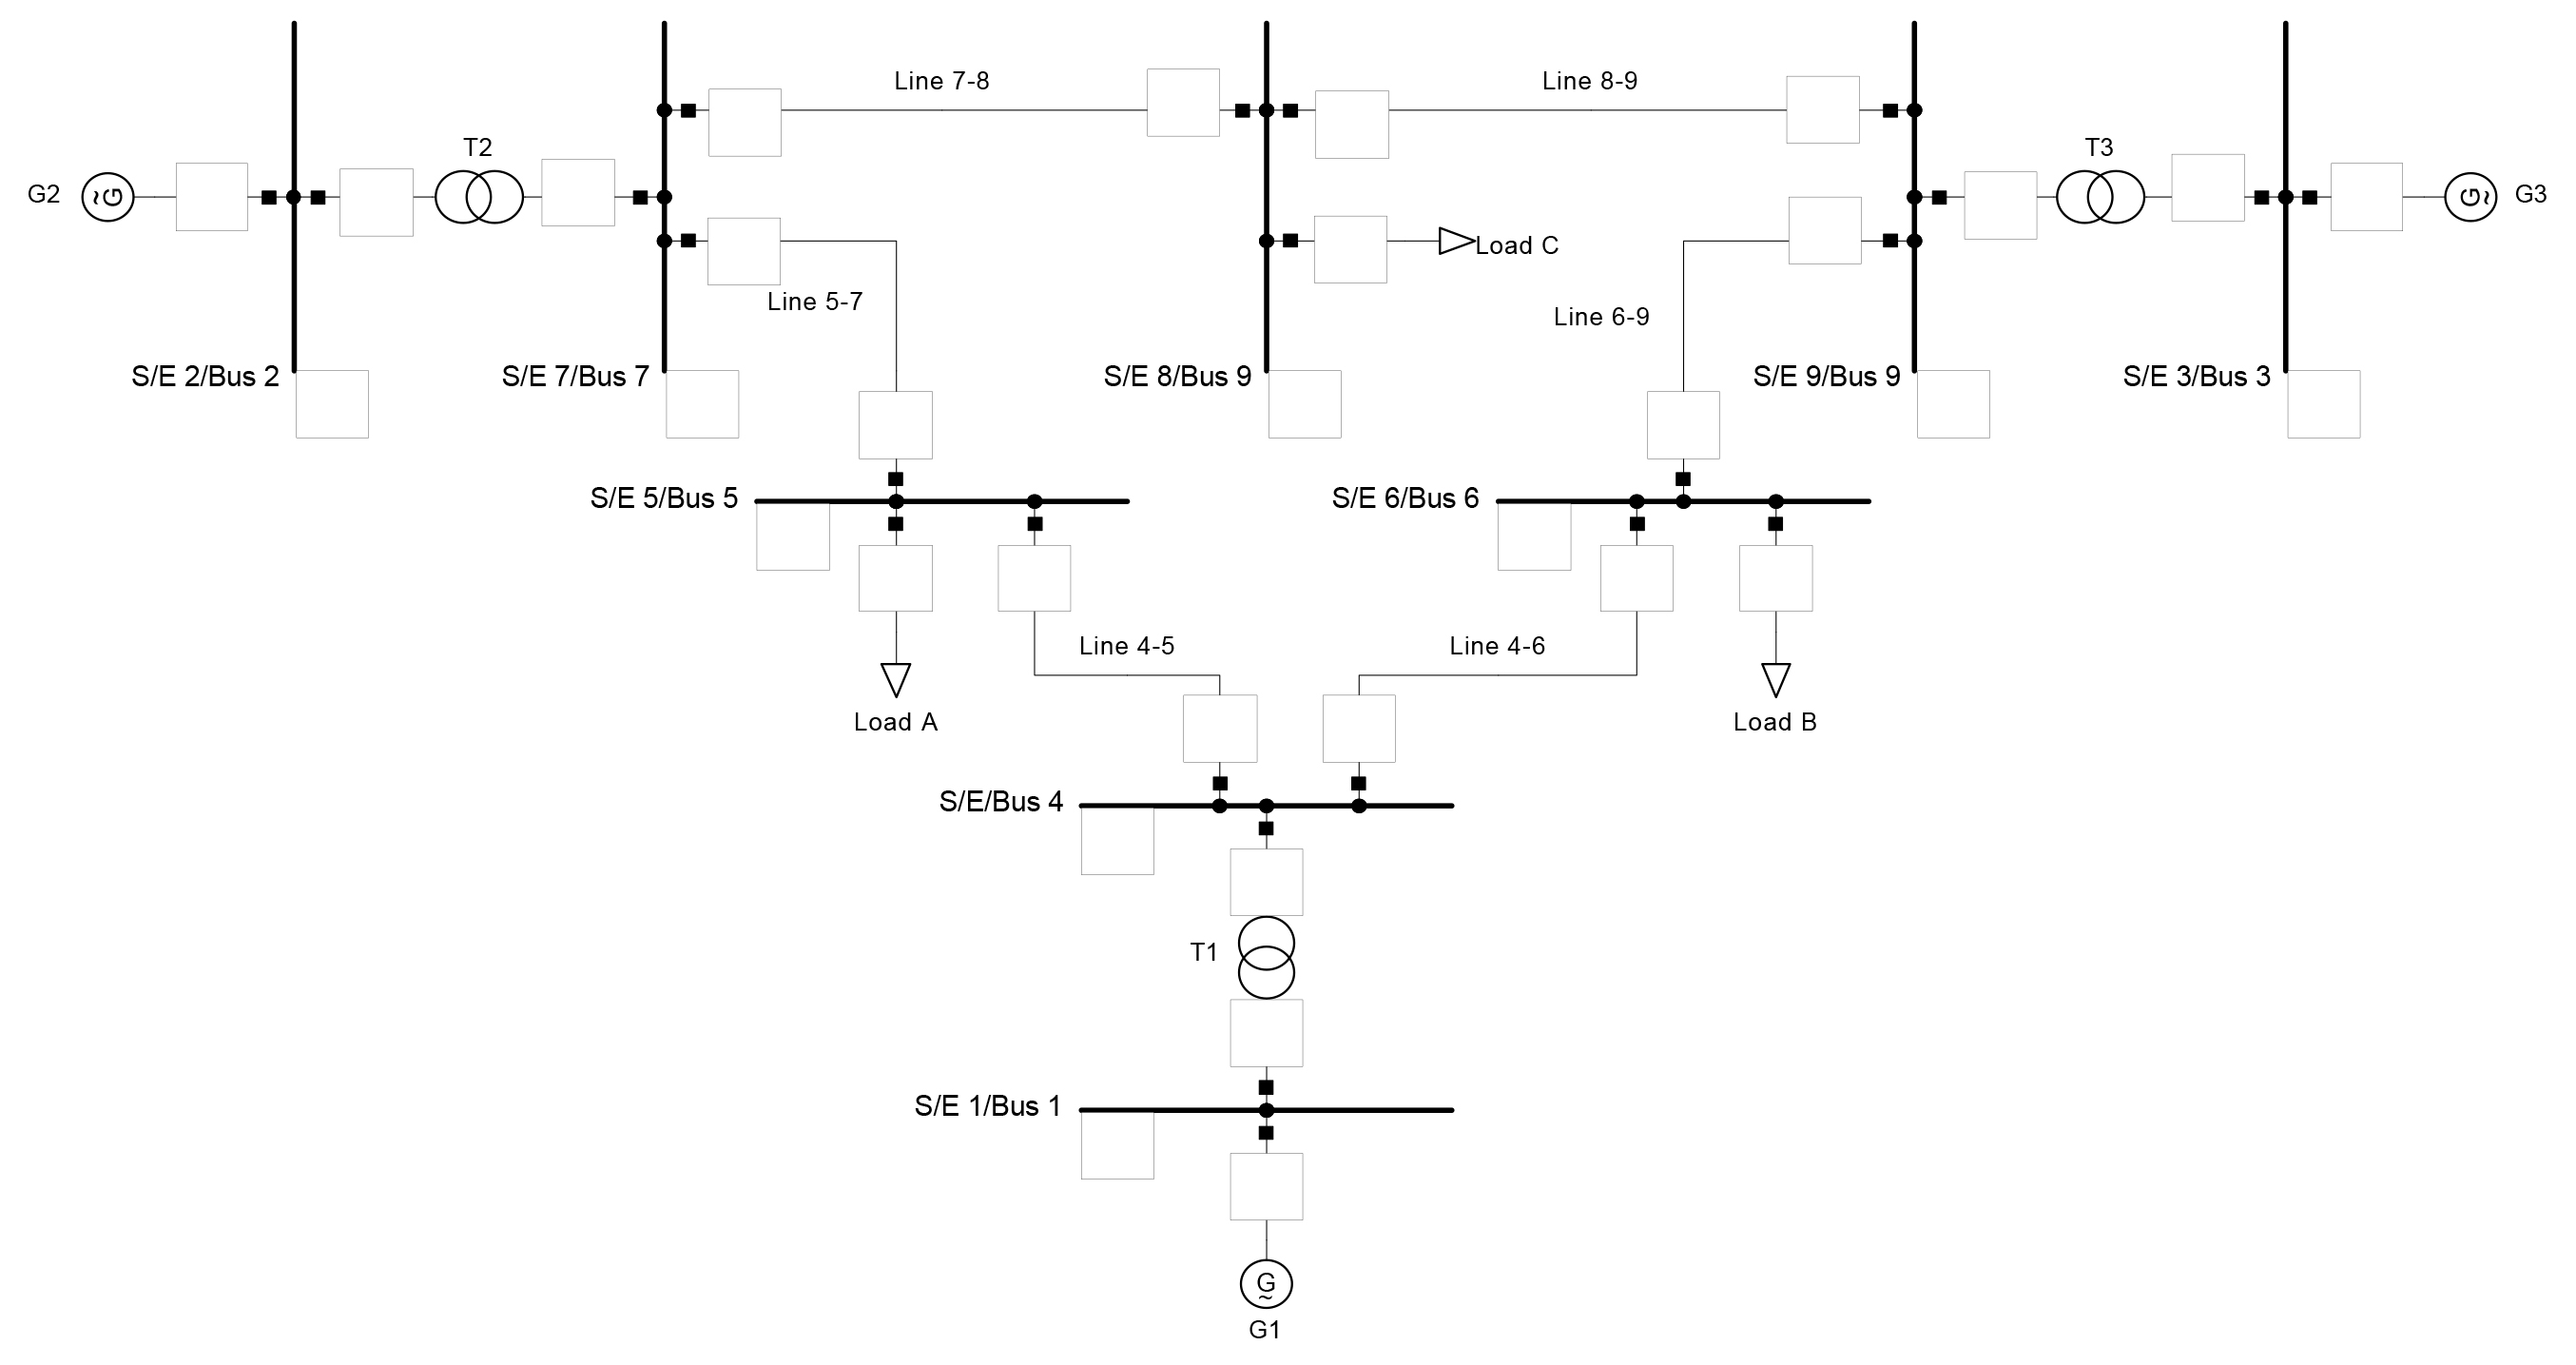 Line 7-8
Line 8-9
T2
T3
G2
G
G
G3
Load C
Line 5-7
Line 6-9
S/E 2/Bus 2
S/E 7/Bus 7
S/E 8/Bus 9
S/E 9/Bus 9
S/E 3/Bus 3
S/E 5/Bus 5
S/E 6/Bus 6
Line 4-5
Line 4-6
Load A
Load B
S/E/Bus 4
T1
S/E 1/Bus 1
G
G1